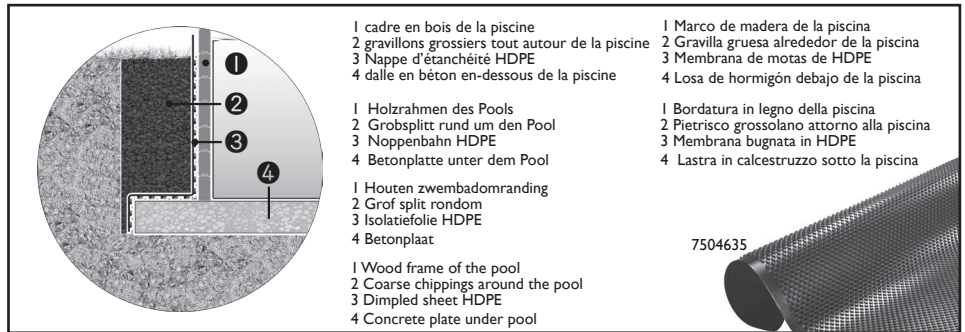 1
2
3
4
1 cadre en bois de la piscine
2 gravillons grossiers tout autour de la piscine
3 Nappe d'étanchéité HDPE
4 dalle en béton en-dessous de la piscine
1 Holzrahmen des Pools
2 Grobsplitt rund um den Pool
3 Noppenbahn HDPE
4 Betonplatte unter dem Pool
1 Houten zwembadomranding
2 Grof split rondom
3 Isolatiefolie HDPE
4 Betonplaat
1 Wood frame of the pool
2 Coarse chippings around the pool
3 Dimpled sheet HDPE
4 Concrete plate under pool
1 Marco de madera de la piscina
2 Gravilla gruesa alrededor de la piscina
3 Membrana de motas de HDPE
4 Losa de hormigón debajo de la piscina
1 Bordatura in legno della piscina
2 Pietrisco grossolano attorno alla piscina
3 Membrana bugnata in HDPE
4 Lastra in calcestruzzo sotto la piscina
7504635